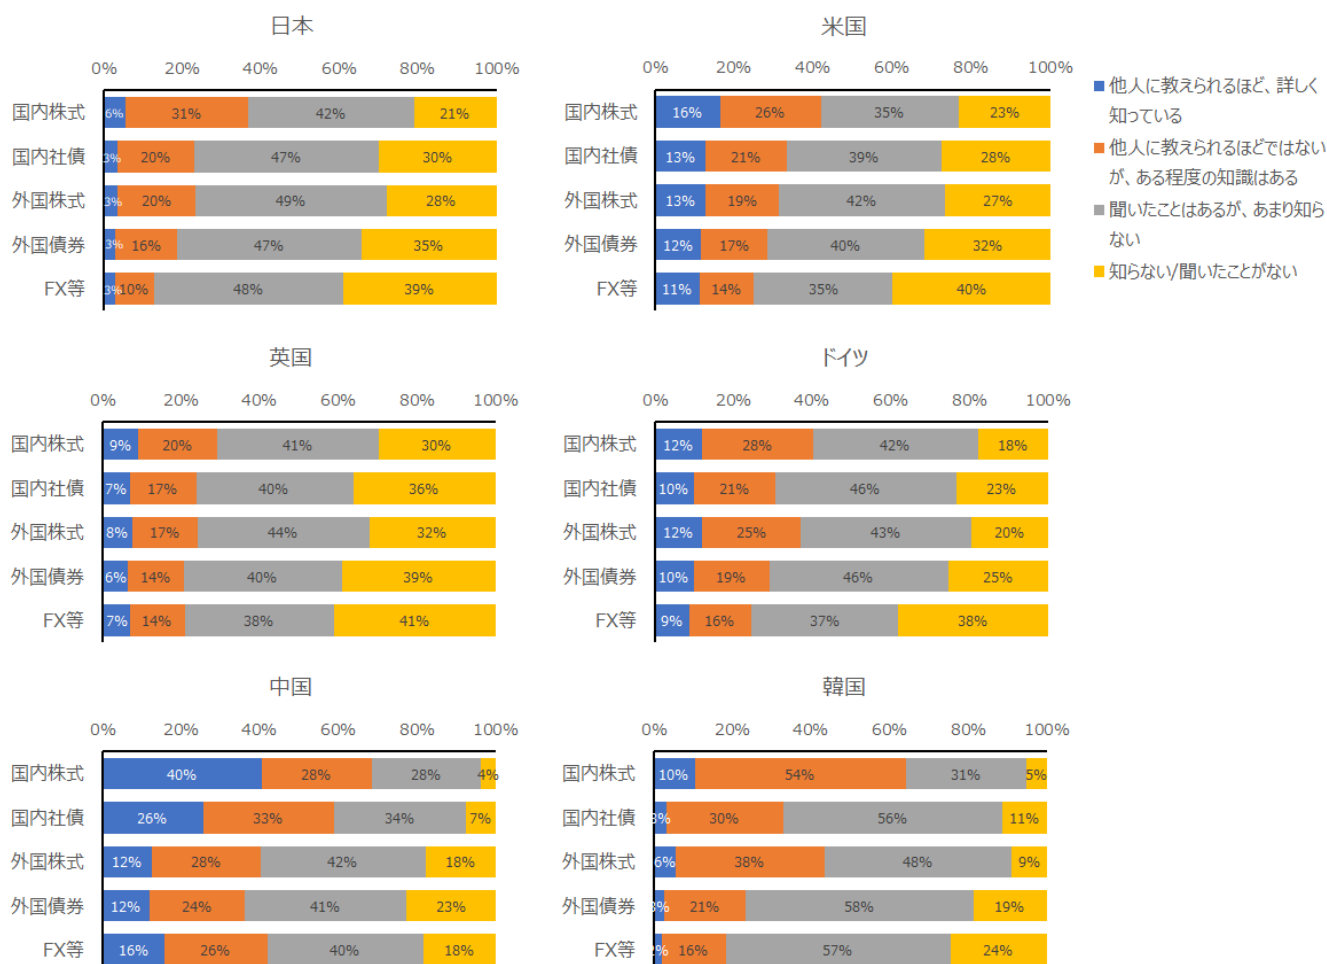 日本
0% 20% 40% 60% 80% 100%
国内株式 6% 31% 42% 21%
国内社債 3% 20% 47% 30%
外国株式 3% 20% 49% 28%
外国債券 3% 16% 47% 35%
FX等 3% 10% 48% 39%
米国
0% 20% 40% 60% 80% 100%
国内株式 16% 26% 35% 23%
国内社債 13% 21% 39% 28%
外国株式 13% 19% 42% 27%
外国債券 12% 17% 40% 32%
FX等 11% 14% 35% 40%
他人に教えられるほど、詳しく
知っている
他人に教えられるほどではない
が、ある程度の知識はある
聞いたことはあるが、あまり知ら
ない
知らない/聞いたことがない
英国
0% 20% 40% 60% 80% 100%
国内株式 9% 20% 41% 30%
国内社債 7% 17% 40% 36%
外国株式 8% 17% 44% 32%
外国債券 6% 14% 40% 39%
FX等 7% 14% 38% 41%
ドイツ
0% 20% 40% 60% 80% 100%
国内株式 12% 28% 42% 18%
国内社債 10% 21% 46% 23%
外国株式 12% 25% 43% 20%
外国債券 10% 19% 46% 25%
FX等 9% 16% 37% 38%
中国
0% 20% 40% 60% 80% 100%
国内株式 40% 28% 28% 4%
国内社債 26% 33% 34% 7%
外国株式 12% 28% 42% 18%
外国債券 12% 24% 41% 23%
FX等 16% 26% 40% 18%
韓国
0% 20% 40% 60% 80% 100%
国内株式 10% 54% 31% 5%
国内社債 3% 30% 56% 11%
外国株式 6% 38% 48% 9%
外国債券 3% 21% 58% 19%
FX等 2% 16% 57% 24%